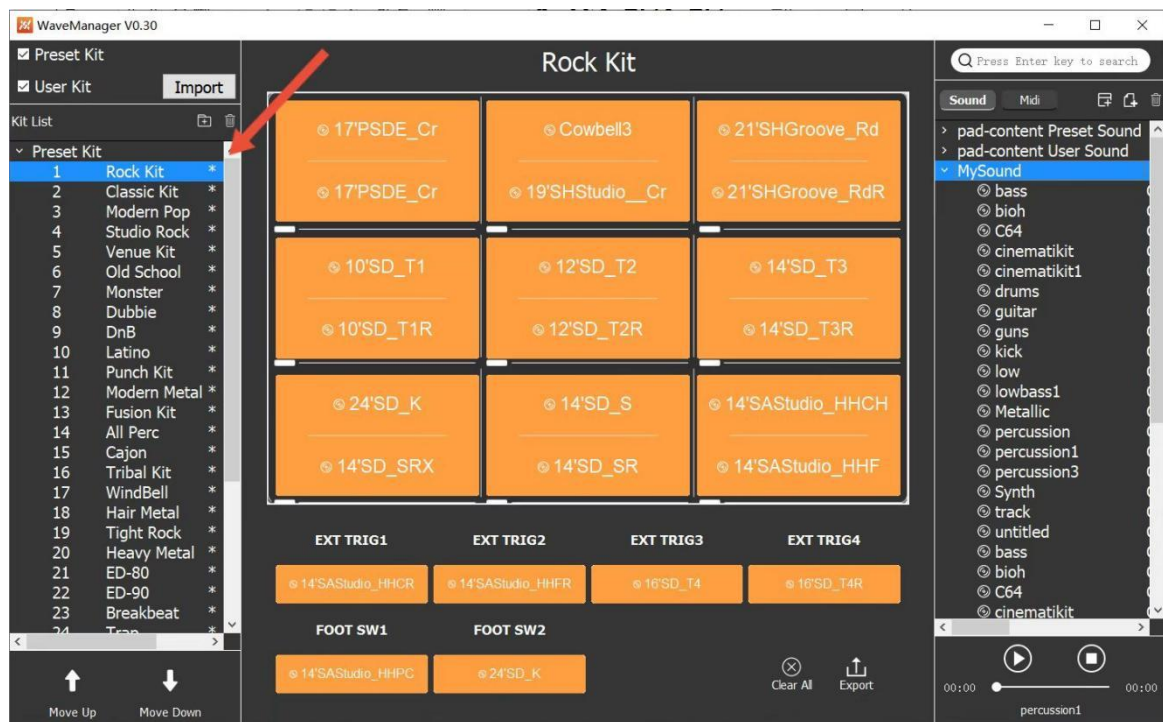 WaveManager V0.30
Preset Kit
User Kit
Import
Kit List
Preset Kit
1 Rock Kit *
2 Classic Kit *
3 Modern Pop *
4 Studio Rock *
5 Venue Kit *
6 Old School *
7 Monster *
8 Dubbie *
9 DnB *
10 Latino *
11 Punch Kit *
12 Modern Metal *
13 Fusion Kit *
14 All Perc *
15 Cajon *
16 Tribal Kit *
17 WindBell *
18 Hair Metal *
19 Tight Rock *
20 Heavy Metal *
21 ED-80 *
22 ED-90 *
23 Breakbeat *
24 Trap *
Move Up
Move Down
Rock Kit
17'PSDE_Cr
Cowbell3
21'SHGroove_Rd
17'PSDE_Cr
19'SHStudio__Cr
21'SHGroove_RdR
10'SD_T1
12'SD_T2
14'SD_T3
10'SD_T1R
12'SD_T2R
14'SD_T3R
24'SD_K
14'SD_S
14'SAStudio_HHCH
14'SD_SRX
14'SD_SR
14'SAStudio_HHF
EXT TRIG1
EXT TRIG2
EXT TRIG3
EXT TRIG4
14'SAStudio_HHCR
14'SAStudio_HHFR
16'SD_T4
16'SD_T4R
FOOT SW1
FOOT SW2
14'SAStudio_HHPC
24'SD_K
Clear All
Export
Press Enter key to search
Sound
Midi
pad-content Preset Sound
pad-content User Sound
MySound
bass
bioh
C64
cinematikit
cinematikit1
drums
guitar
guns
kick
low
lowbass1
Metallic
percussion
percussion1
percussion3
Synth
track
untitled
bass
bioh
C64
cinematikit
00:00
00:00
percussion1